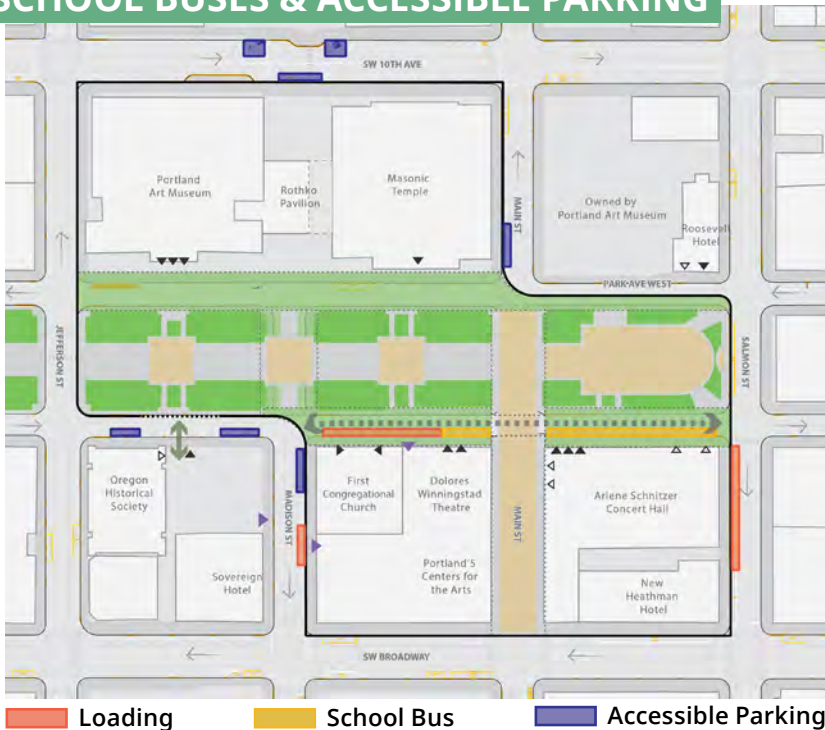 SCHOOL BUSES & ACCESSIBLE PARKING
SW 10TH AVE
Portland
Art Museum
Rothko
Pavilion
Masonic
Temple
MAIN ST
Owned by
Portland Art Museum
Roosevelt
Hotel
PARK AVE WEST
JEFFERSON ST
SALMON ST
Oregon
Historical
Society
Sovereign
Hotel
MADISON ST
First
Congregational
Church
Dolores
Winningstad
Theatre
Portland'5
Centers for
the Arts
MAIN ST
Arlene Schnitzer
Concert Hall
New
Heathman
Hotel
SW BROADWAY
Loading
School Bus
Accessible Parking